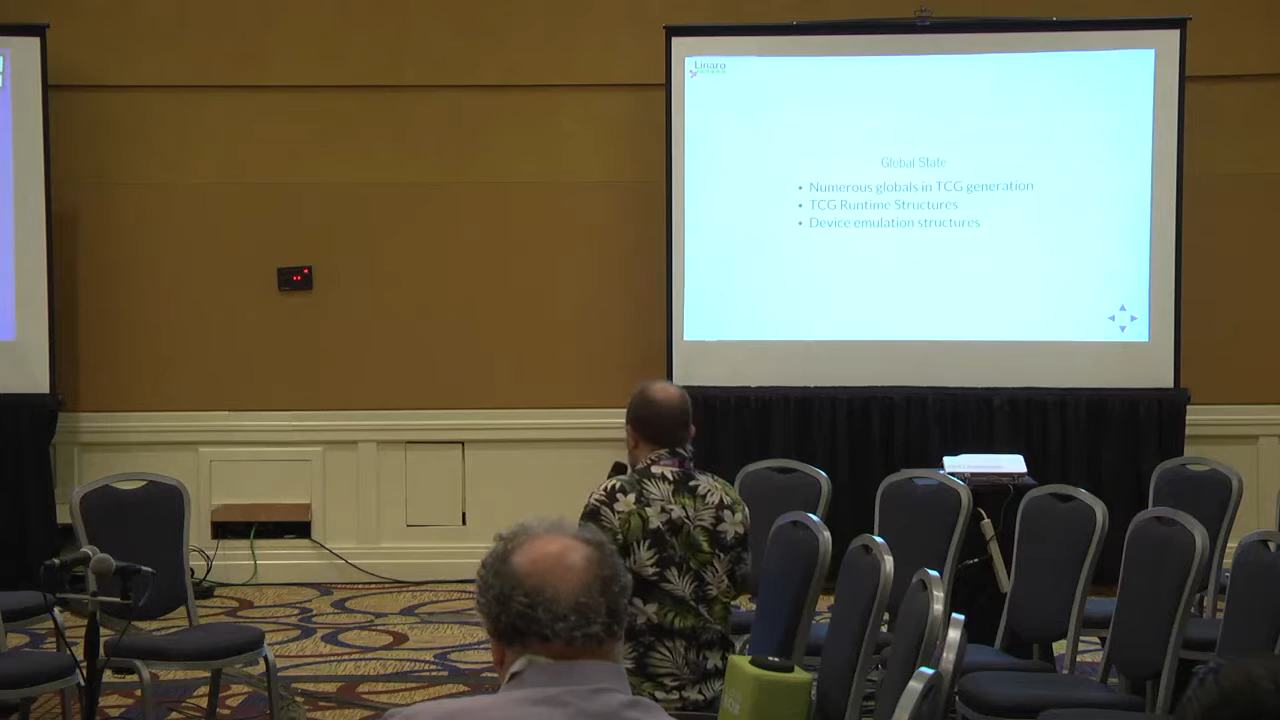 Linaro
Global State
• Numerous globals in TCG generation
• TCG Runtime Structures
• Device emulation structures